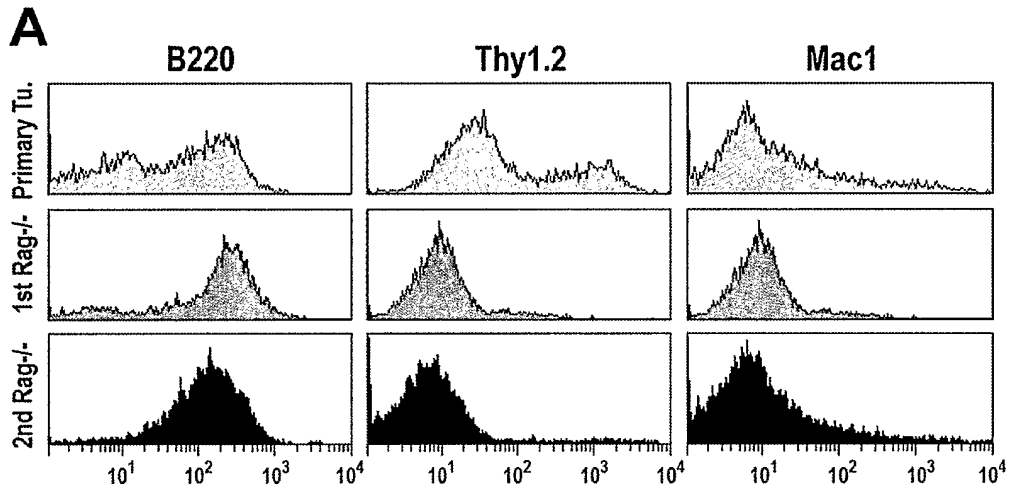 A
B220 Thy1.2 Mac1
Primary Tu.
1st Rag-/-
2nd Rag-/-
10¹ 10² 10³ 10⁴ 10¹ 10² 10³ 10⁴ 10¹ 10² 10³ 10⁴